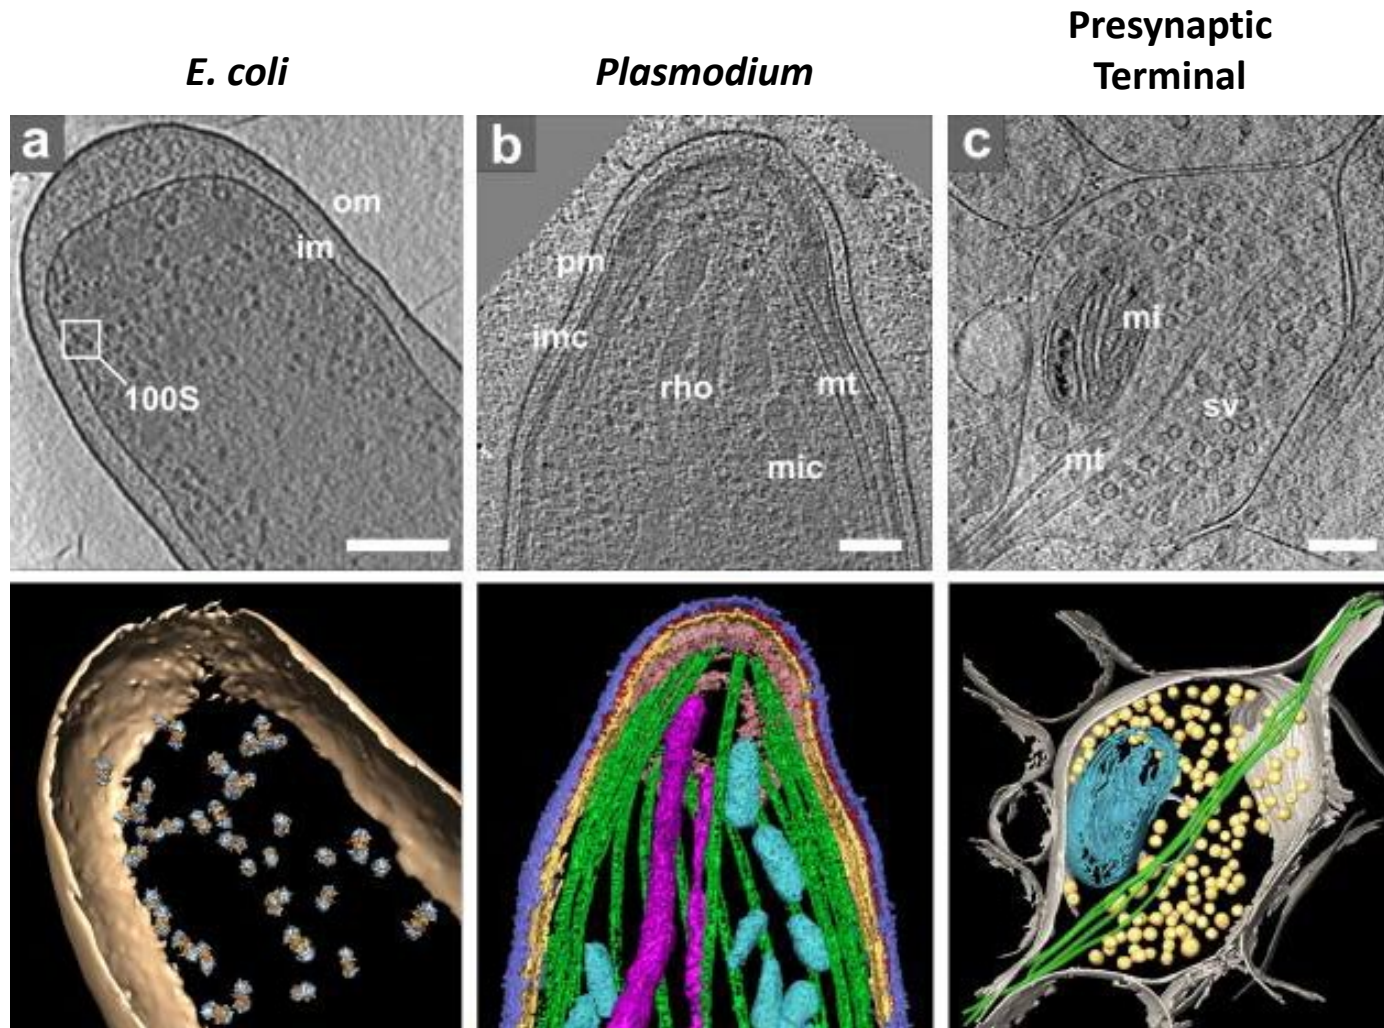 E. coli
Plasmodium
Presynaptic
Terminal
a
om
im
100S
b
pm
imc
rho
mt
mic
c
mi
sv
mt